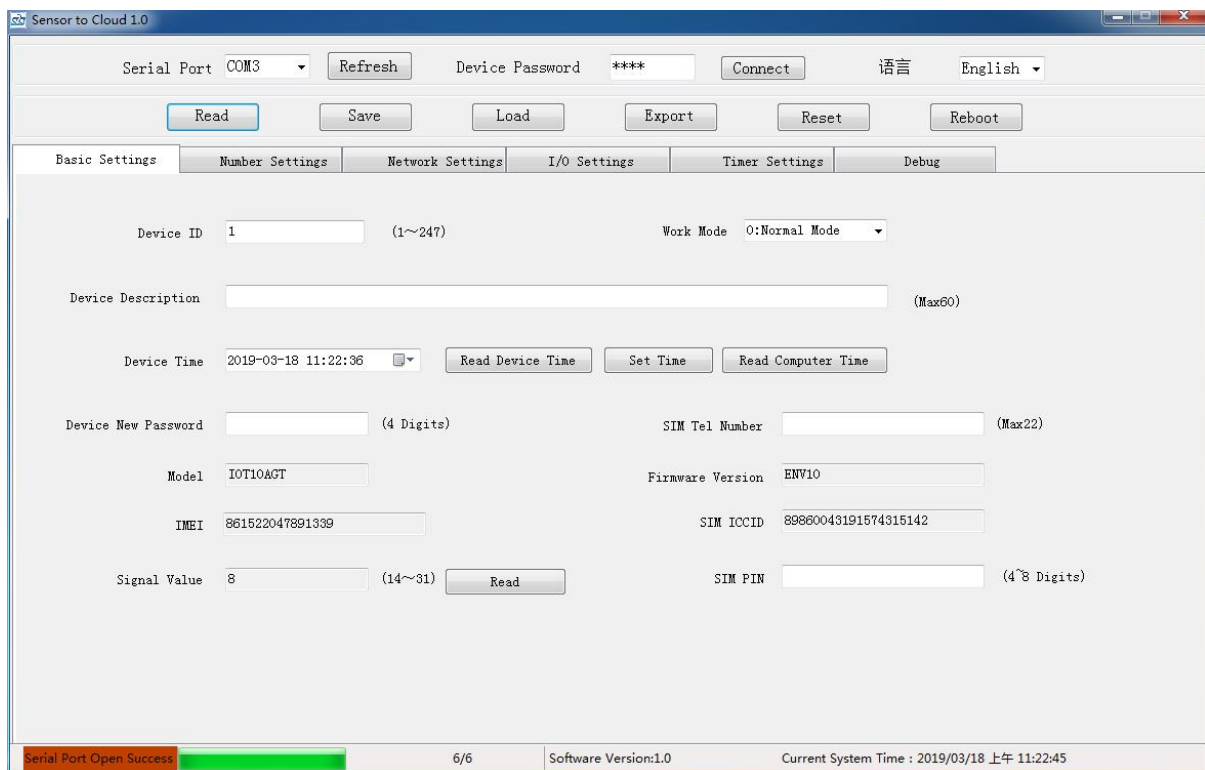 Sensor to Cloud 1.0
Serial Port COM3 Refresh Device Password **** Connect 语言 English
Read Save Load Export Reset Reboot
Basic Settings Number Settings Network Settings I/O Settings Timer Settings Debug
Device ID 1 (1～247) Work Mode 0:Normal Mode
Device Description (Max60)
Device Time 2019-03-18 11:22:36 Read Device Time Set Time Read Computer Time
Device New Password (4 Digits) SIM Tel Number (Max22)
Model IOT10AGT Firmware Version ENV10
IMEI 861522047891339 SIM ICCID 89860043191574315142
Signal Value 8 (14～31) Read SIM PIN (4~8 Digits)
Serial Port Open Success 6/6 Software Version:1.0 Current System Time : 2019/03/18 上午 11:22:45